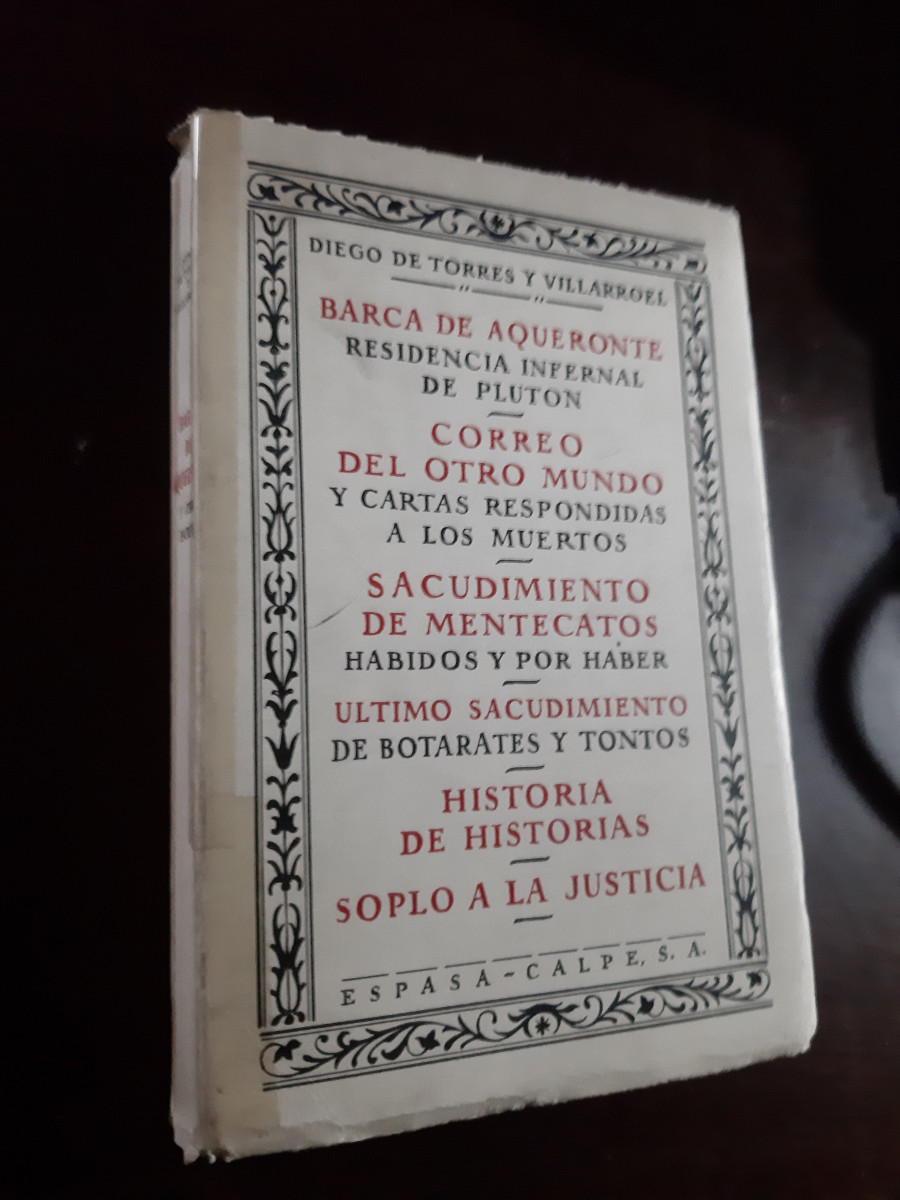 DIEGO DE TORRES Y VILLARROEL
BARCA DE AQUERONTE
RESIDENCIA INFERNAL
DE PLUTON
CORREO
DEL OTRO MUNDO
Y CARTAS RESPONDIDAS
A LOS MUERTOS
SACUDIMIENTO
DE MENTECATOS
HABIDOS Y POR HABER
ULTIMO SACUDIMIENTO
DE BOTARATES Y TONTOS
HISTORIA
DE HISTORIAS
SOPLO A LA JUSTICIA
ESPASA-CALPE, S. A.